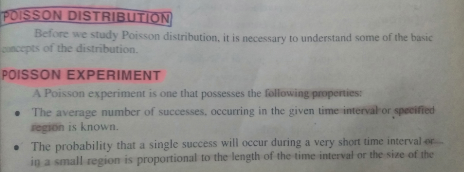 POISSON DISTRIBUTION
Before we study Poisson distribution, it is necessary to understand some of the basic
concepts of the distribution.
POISSON EXPERIMENT
A Poisson experiment is one that possesses the following properties:
• The average number of successes, occurring in the given time interval or specified
region is known.
• The probability that a single success will occur during a very short time interval or
in a small region is proportional to the length of the time interval or the size of the